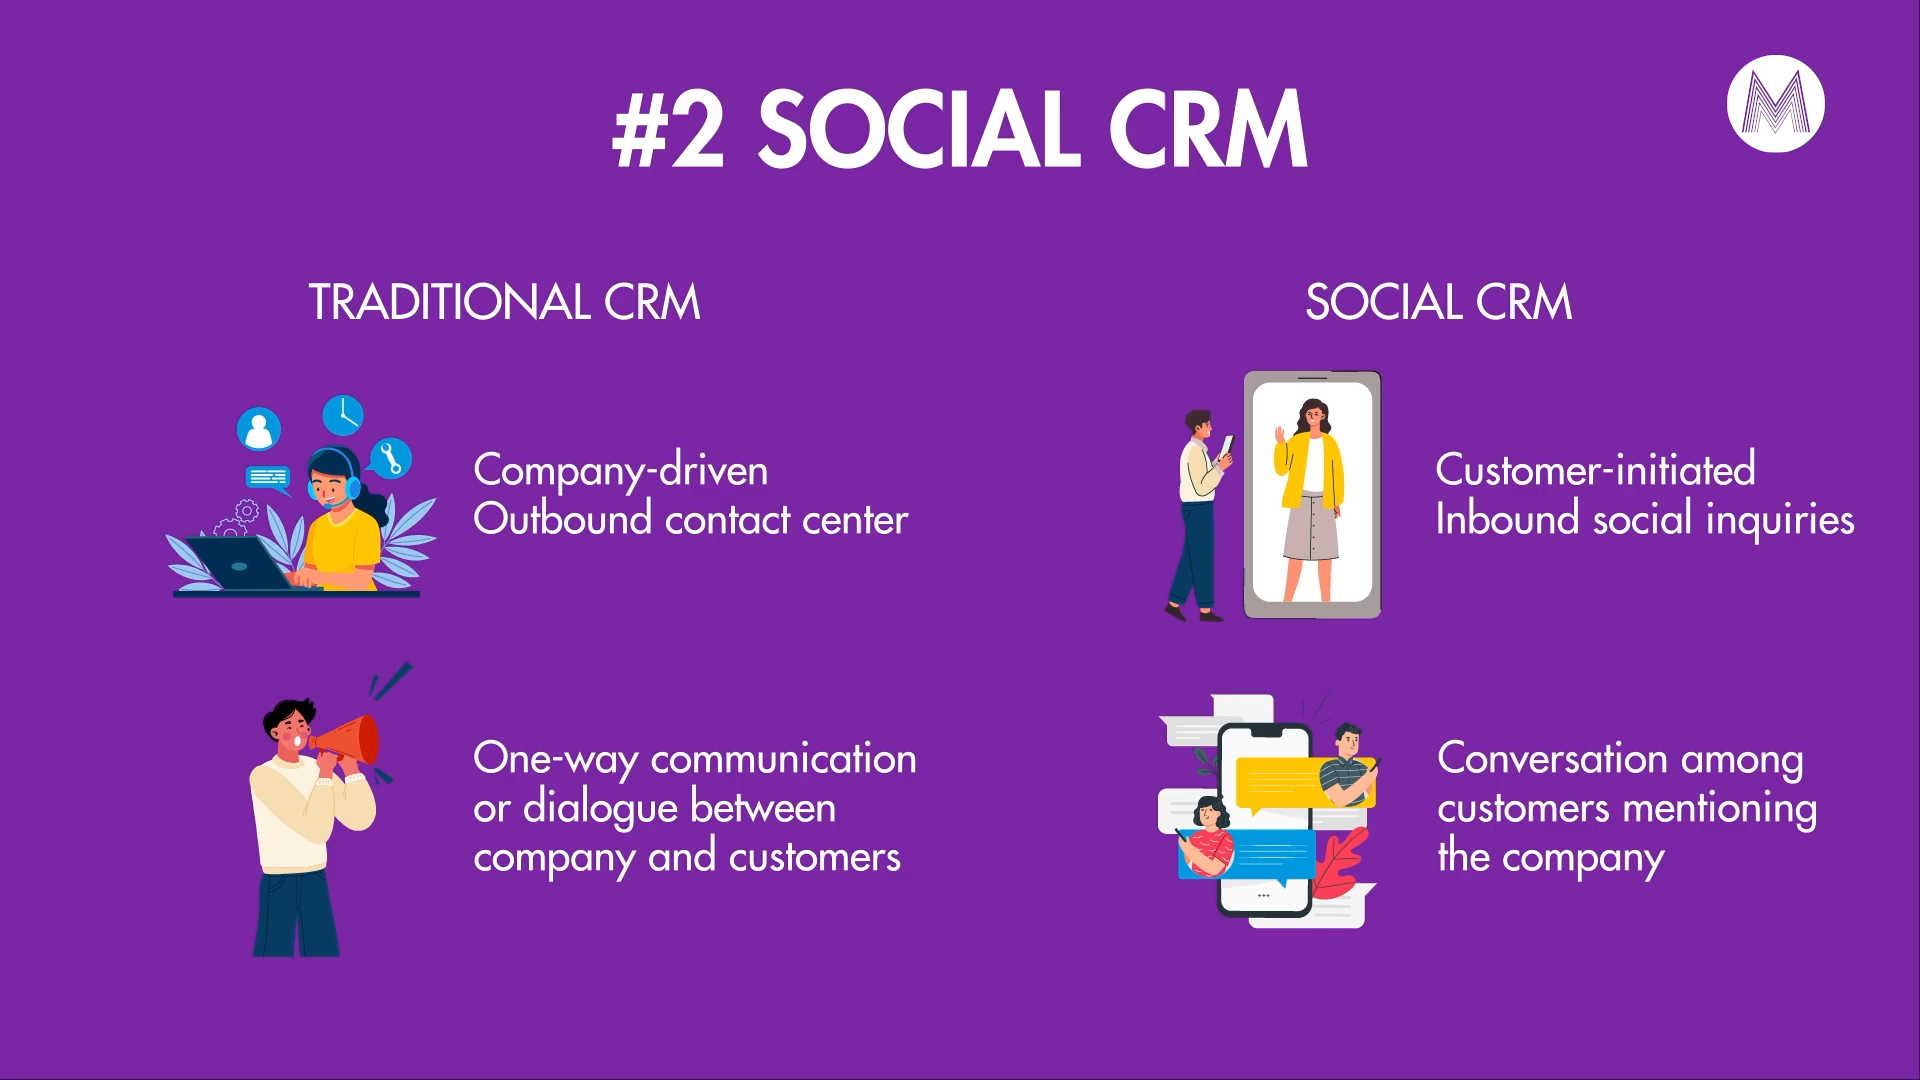 #2 SOCIAL CRM
M
TRADITIONAL CRM
Company-driven
Outbound contact center
One-way communication
or dialogue between
company and customers
SOCIAL CRM
Customer-initiated
Inbound social inquiries
Conversation among
customers mentioning
the company